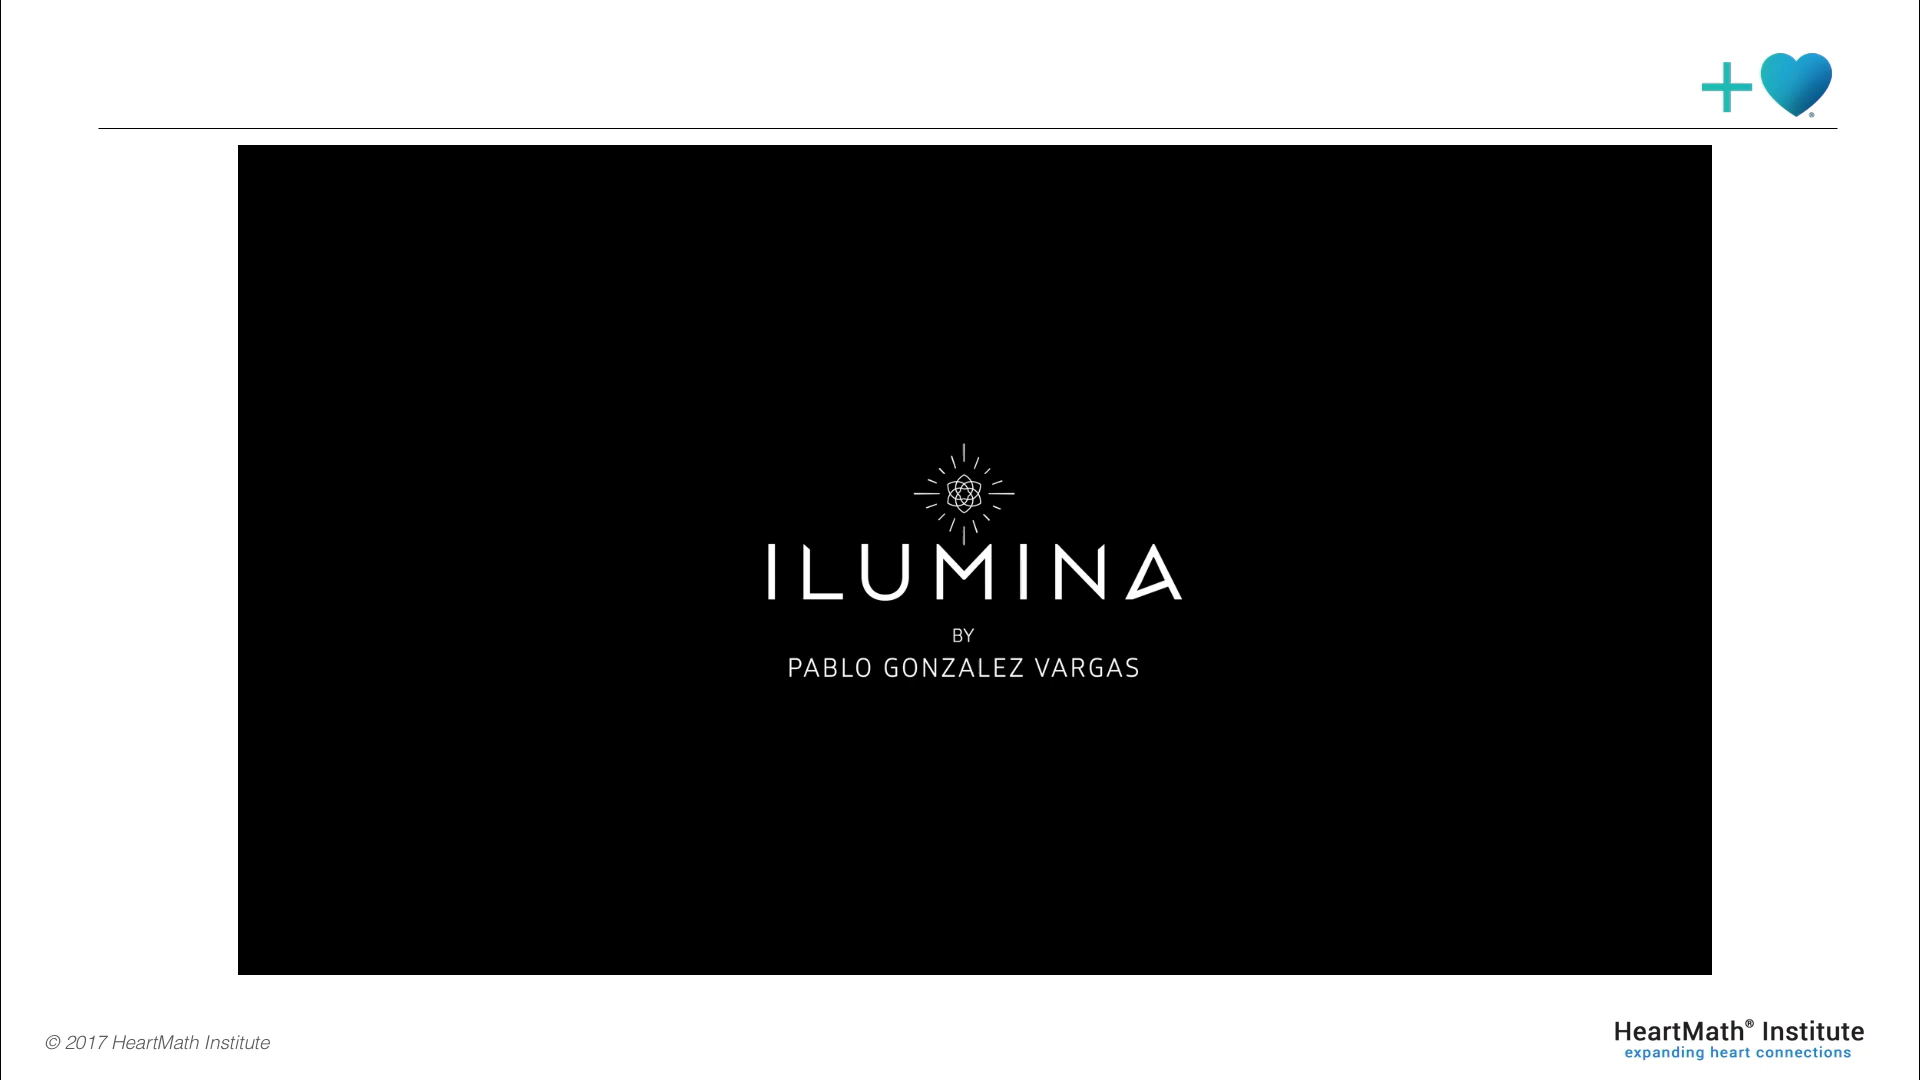 ILUMINA
BY
PABLO GONZALEZ VARGAS
© 2017 HeartMath Institute
HeartMath® Institute
expanding heart connections